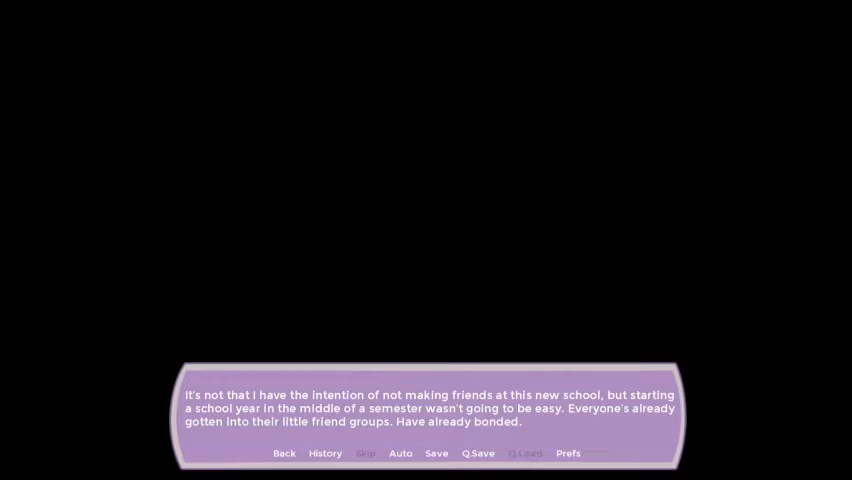 It's not that I have the intention of not making friends at this new school, but starting
a school year in the middle of a semester wasn't going to be easy. Everyone's already
gotten into their little friend groups. Have already bonded.
Back History Skip Auto Save Q.Save Q.Load Prefs